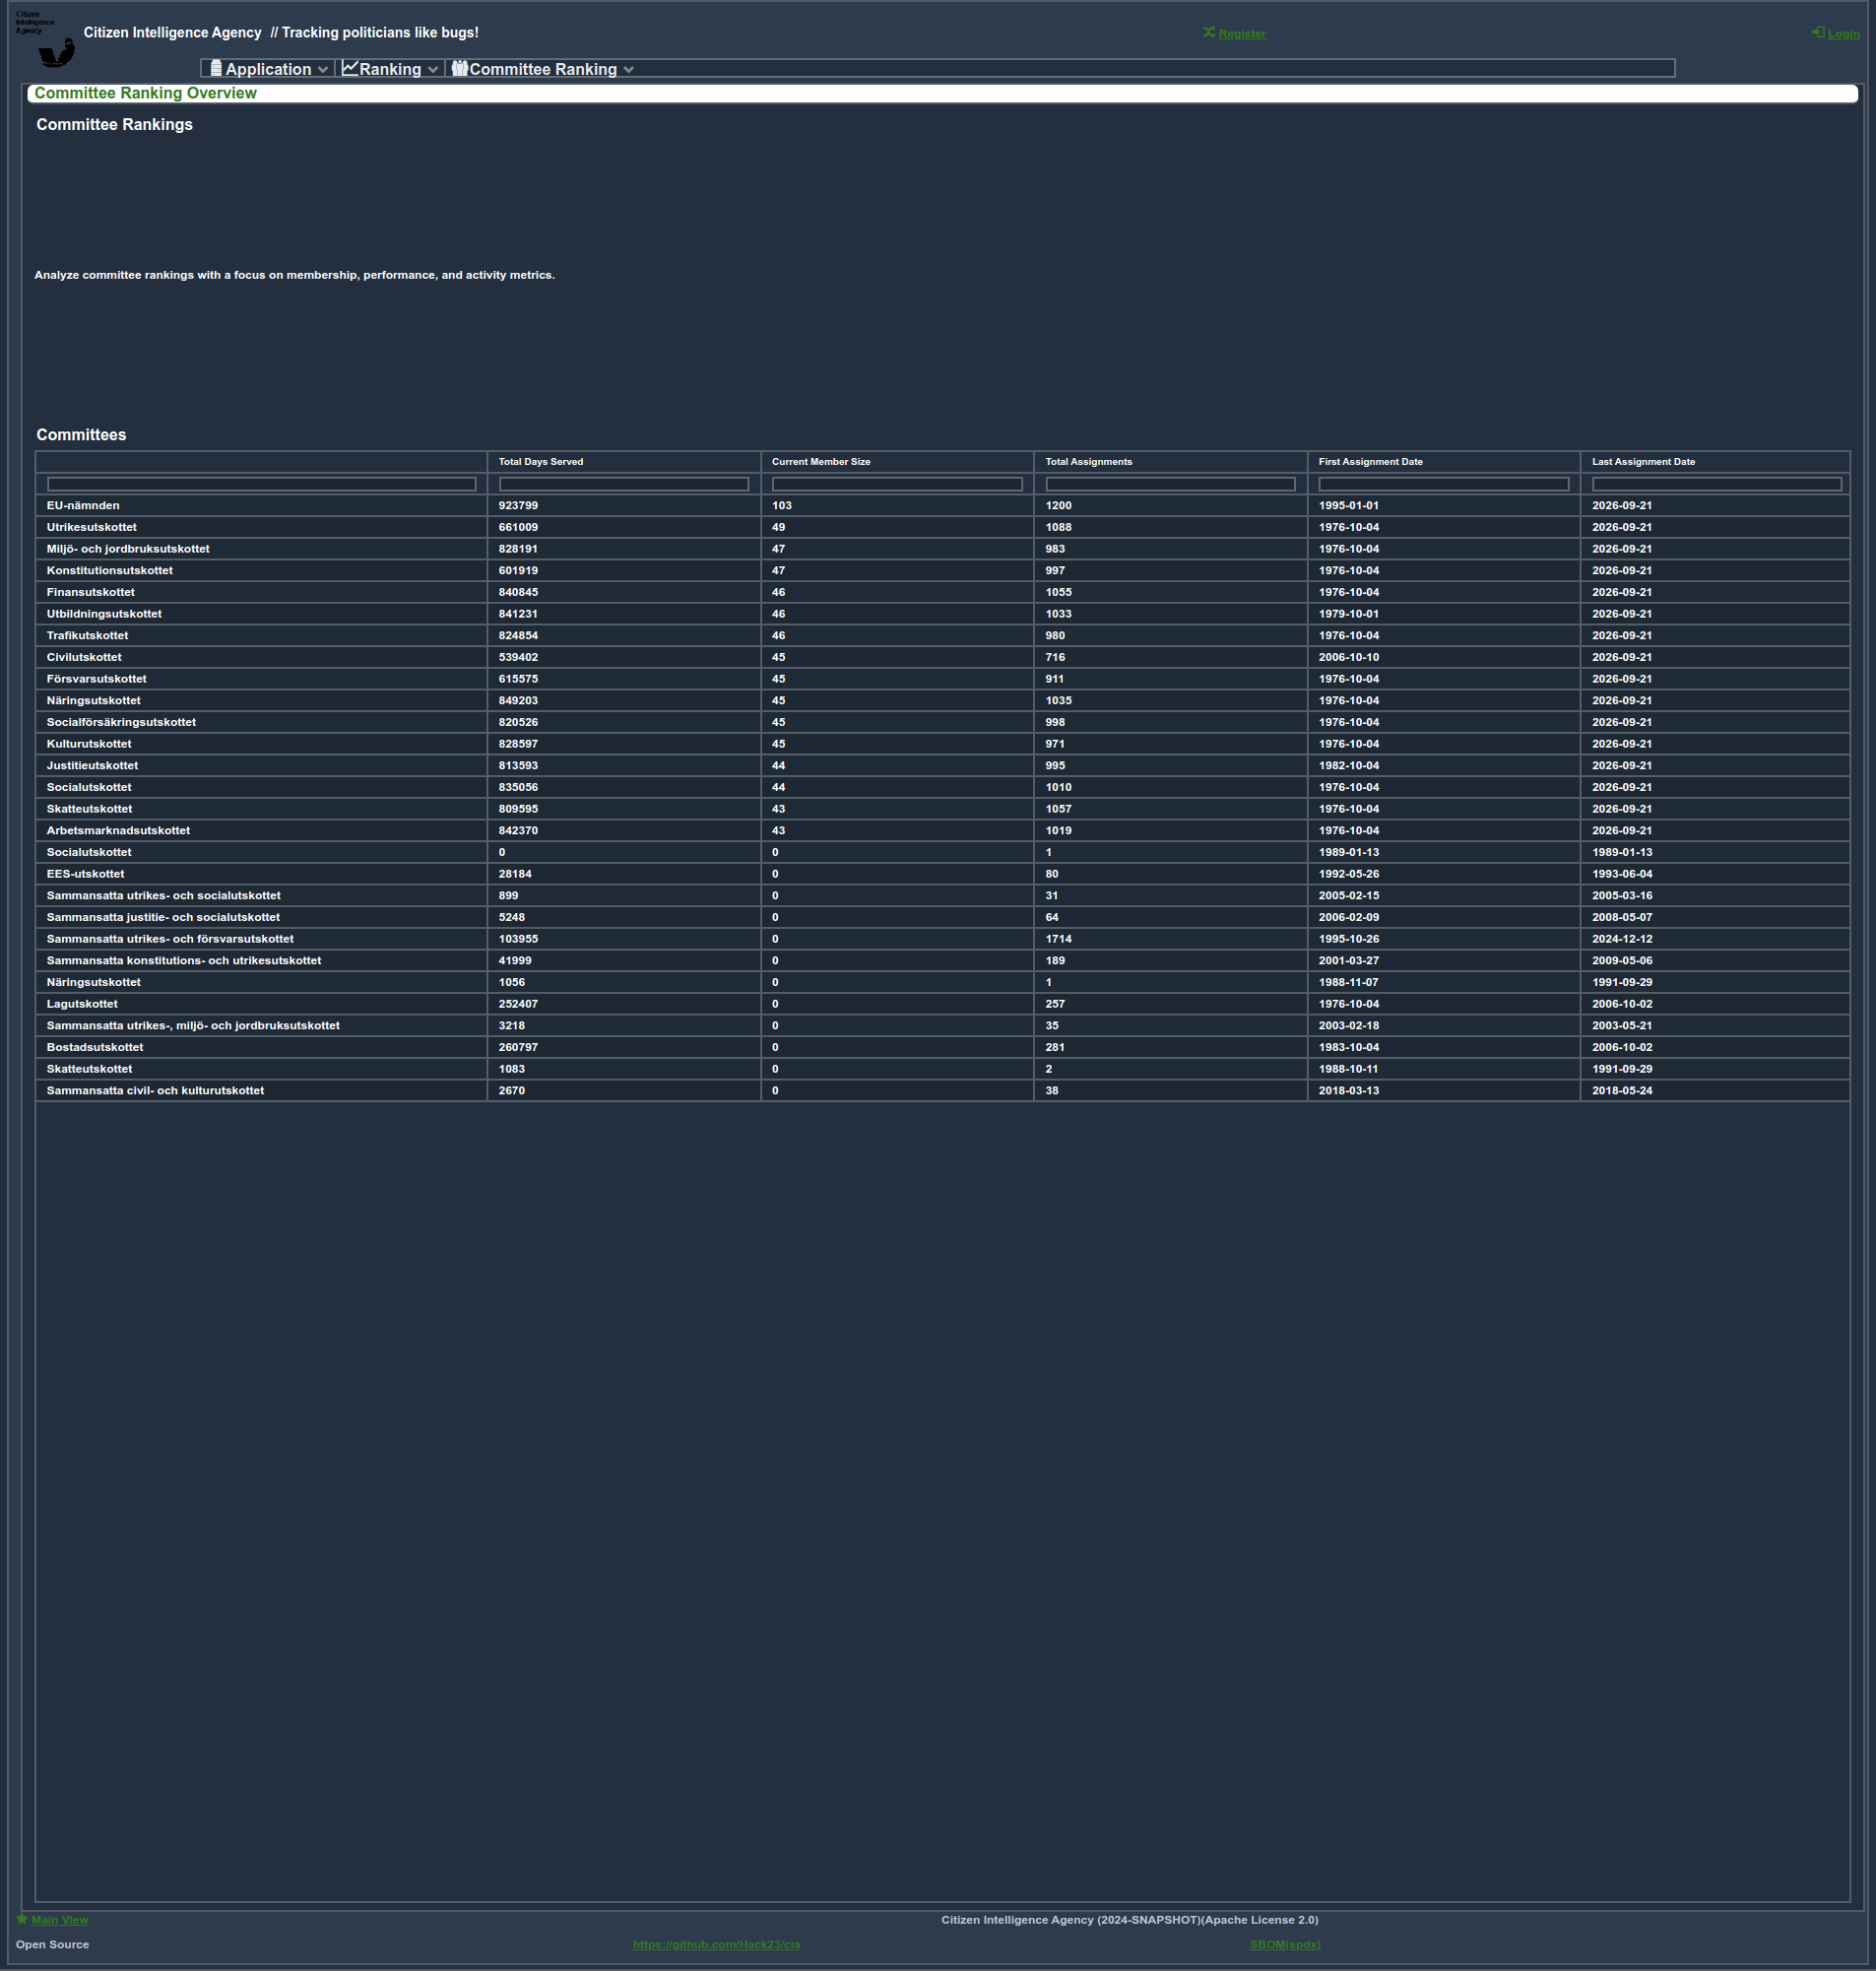 Citizen
Intelligence
Agency
Citizen Intelligence Agency // Tracking politicians like bugs!
Register
Login
Application Ranking Committee Ranking
Committee Ranking Overview
Committee Rankings
Analyze committee rankings with a focus on membership, performance, and activity metrics.
Committees
Total Days Served Current Member Size Total Assignments First Assignment Date Last Assignment Date
EU-nämnden 923799 103 1200 1995-01-01 2026-09-21
Utrikesutskottet 661009 49 1088 1976-10-04 2026-09-21
Miljö- och jordbruksutskottet 828191 47 983 1976-10-04 2026-09-21
Konstitutionsutskottet 601919 47 997 1976-10-04 2026-09-21
Finansutskottet 840845 46 1055 1976-10-04 2026-09-21
Utbildningsutskottet 841231 46 1033 1979-10-01 2026-09-21
Trafikutskottet 824854 46 980 1976-10-04 2026-09-21
Civilutskottet 539402 45 716 2006-10-10 2026-09-21
Försvarsutskottet 615575 45 911 1976-10-04 2026-09-21
Näringsutskottet 849203 45 1035 1976-10-04 2026-09-21
Socialförsäkringsutskottet 820526 45 998 1976-10-04 2026-09-21
Kulturutskottet 828597 45 971 1976-10-04 2026-09-21
Justitieutskottet 813593 44 995 1982-10-04 2026-09-21
Socialutskottet 835056 44 1010 1976-10-04 2026-09-21
Skatteutskottet 809595 43 1057 1976-10-04 2026-09-21
Arbetsmarknadsutskottet 842370 43 1019 1976-10-04 2026-09-21
Socialutskottet 0 0 1 1989-01-13 1989-01-13
EES-utskottet 28184 0 80 1992-05-26 1993-06-04
Sammansatta utrikes- och socialutskottet 899 0 31 2005-02-15 2005-03-16
Sammansatta justitie- och socialutskottet 5248 0 64 2006-02-09 2008-05-07
Sammansatta utrikes- och försvarsutskottet 103955 0 1714 1995-10-26 2024-12-12
Sammansatta konstitutions- och utrikesutskottet 41999 0 189 2001-03-27 2009-05-06
Näringsutskottet 1056 0 1 1988-11-07 1991-09-29
Lagutskottet 252407 0 257 1976-10-04 2006-10-02
Sammansatta utrikes-, miljö- och jordbruksutskottet 3218 0 35 2003-02-18 2003-05-21
Bostadsutskottet 260797 0 281 1983-10-04 2006-10-02
Skatteutskottet 1083 0 2 1988-10-11 1991-09-29
Sammansatta civil- och kulturutskottet 2670 0 38 2018-03-13 2018-05-24
Main View
Citizen Intelligence Agency (2024-SNAPSHOT)(Apache License 2.0)
Open Source
https://github.com/Hack23/cia
SBOM(spdx)